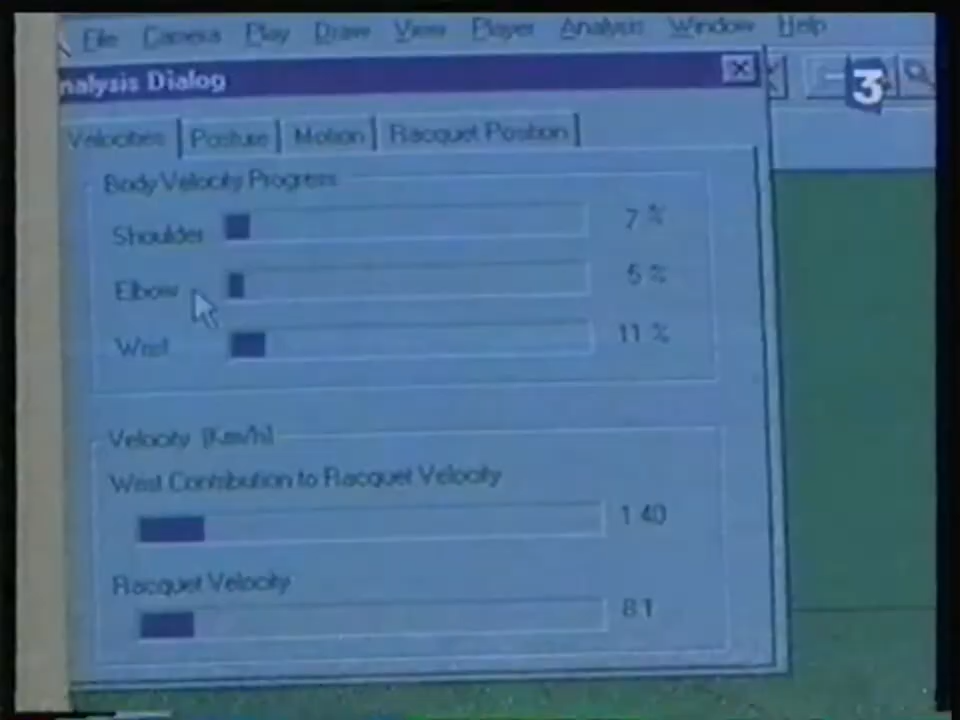 File Camera Play Draw View Player Analysis Window Help
nalysis Dialog
3
Velocities Posture Motion Racquet Position
Body Velocity Progress
Shoulder 7 %
Elbow 5 %
Wrist 11 %
Velocity (Km/h)
Wrist Contribution to Racquet Velocity
1.40
Racquet Velocity
8.1